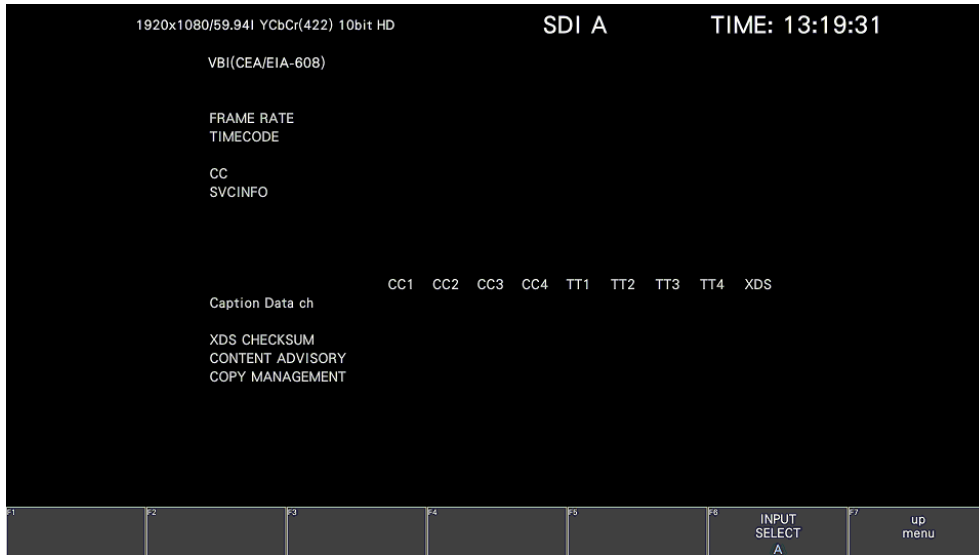 1920x1080/59.94I YCbCr(422) 10bit HD SDI A TIME: 13:19:31
VBI(CEA/EIA-608)
FRAME RATE
TIMECODE
CC
SVCINFO
CC1 CC2 CC3 CC4 TT1 TT2 TT3 TT4 XDS
Caption Data ch
XDS CHECKSUM
CONTENT ADVISORY
COPY MANAGEMENT
F1 F2 F3 F4 F5 F6 F7
INPUT
SELECT
A
up
menu